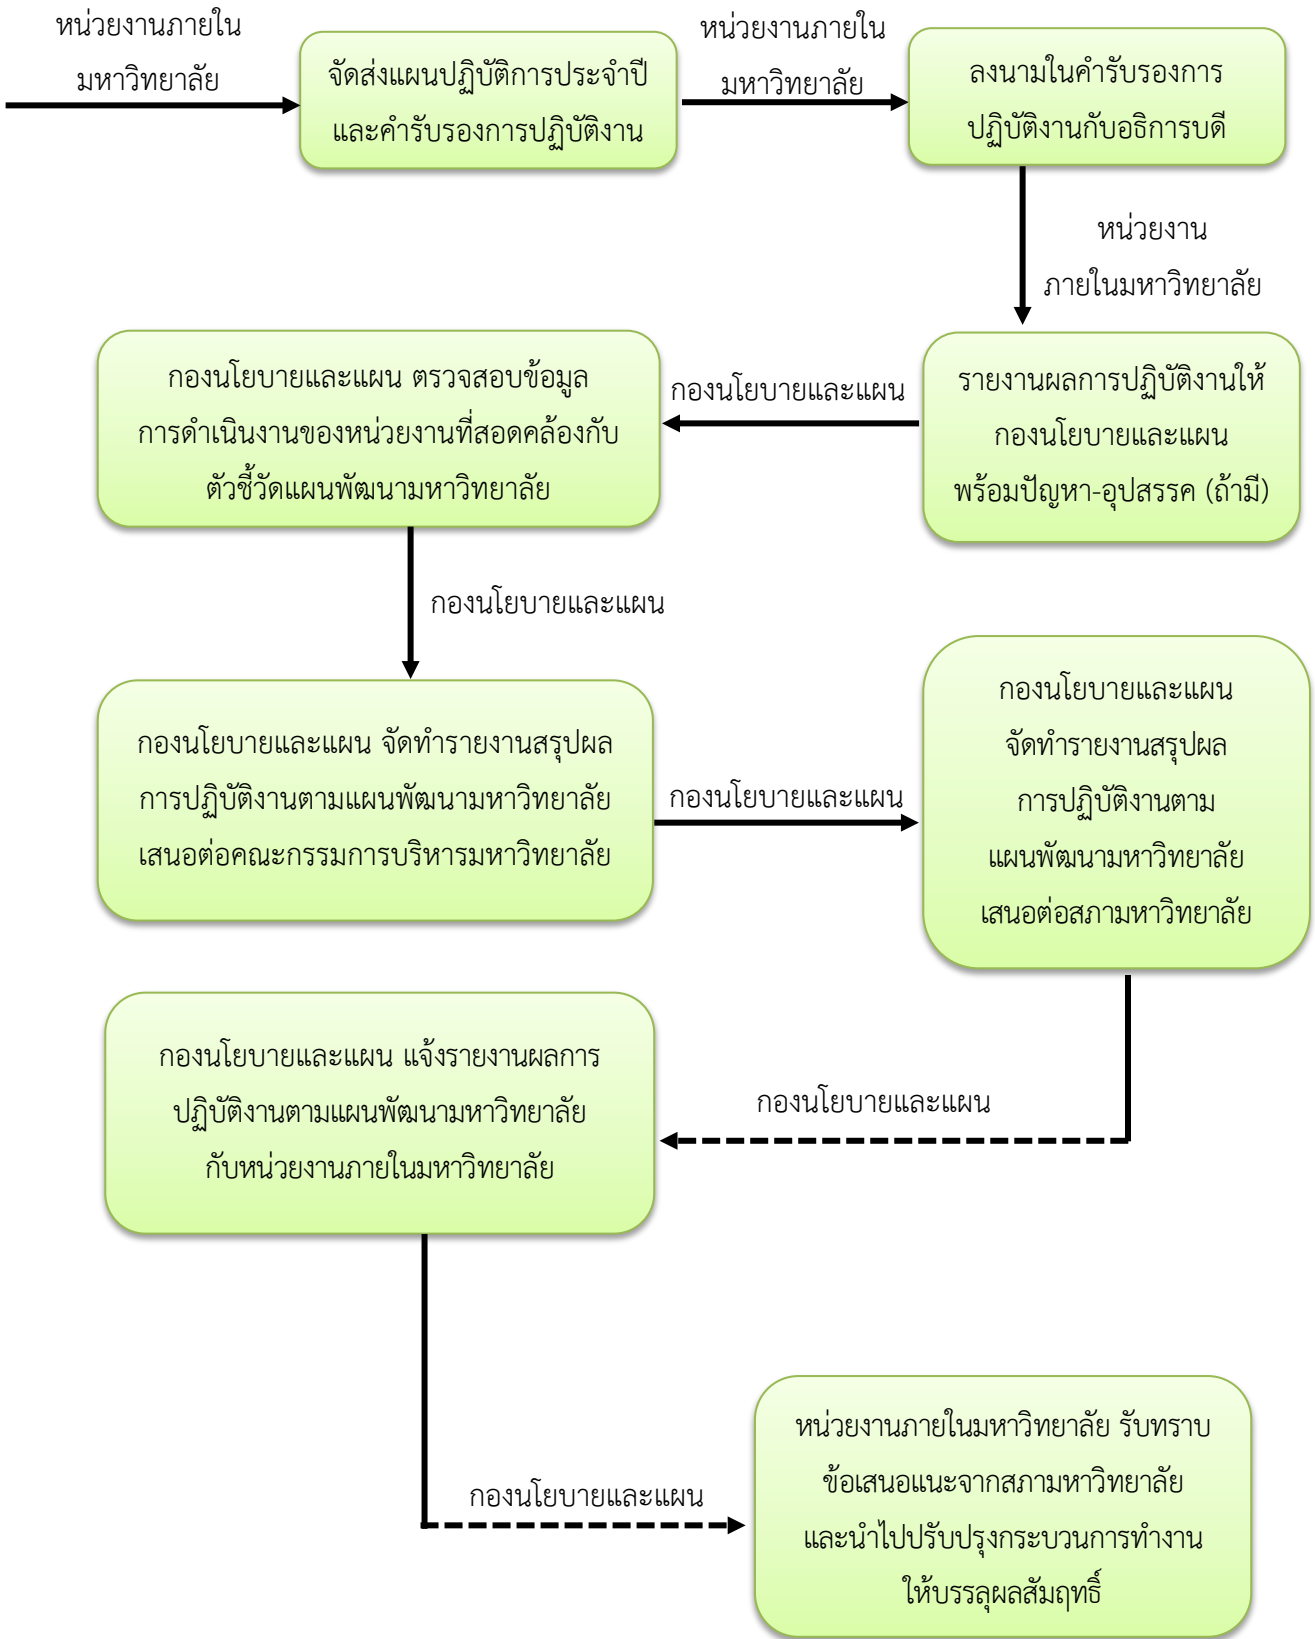 หน่วยงานภายใน
มหาวิทยาลัย
จัดส่งแผนปฏิบัติการประจำปี
และคำรับรองการปฏิบัติงาน
หน่วยงานภายใน
มหาวิทยาลัย
ลงนามในคำรับรองการ
ปฏิบัติงานกับอธิการบดี
หน่วยงาน
ภายในมหาวิทยาลัย
รายงานผลการปฏิบัติงานให้
กองนโยบายและแผน
พร้อมปัญหา-อุปสรรค (ถ้ามี)
กองนโยบายและแผน
กองนโยบายและแผน ตรวจสอบข้อมูล
การดำเนินงานของหน่วยงานที่สอดคล้องกับ
ตัวชี้วัดแผนพัฒนามหาวิทยาลัย
กองนโยบายและแผน
กองนโยบายและแผน จัดทำรายงานสรุปผล
การปฏิบัติงานตามแผนพัฒนามหาวิทยาลัย
เสนอต่อคณะกรรมการบริหารมหาวิทยาลัย
กองนโยบายและแผน
กองนโยบายและแผน
จัดทำรายงานสรุปผล
การปฏิบัติงานตาม
แผนพัฒนามหาวิทยาลัย
เสนอต่อสภามหาวิทยาลัย
กองนโยบายและแผน
กองนโยบายและแผน แจ้งรายงานผลการ
ปฏิบัติงานตามแผนพัฒนามหาวิทยาลัย
กับหน่วยงานภายในมหาวิทยาลัย
กองนโยบายและแผน
หน่วยงานภายในมหาวิทยาลัย รับทราบ
ข้อเสนอแนะจากสภามหาวิทยาลัย
และนำไปปรับปรุงกระบวนการทำงาน
ให้บรรลุผลสัมฤทธิ์